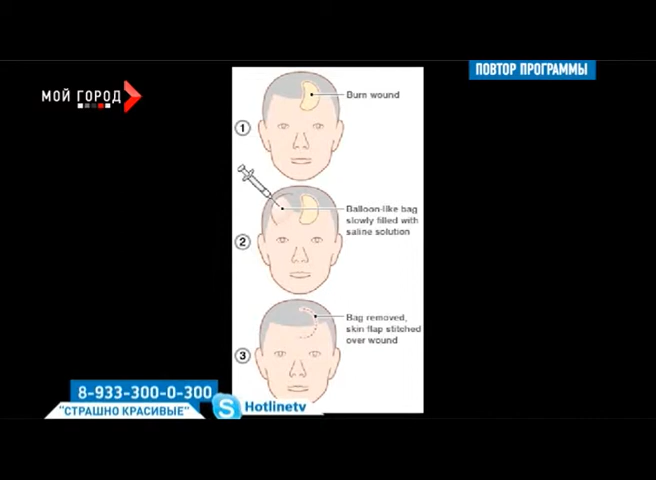 МОЙ ГОРОД
ПОВТОР ПРОГРАММЫ
1
Burn wound
2
Balloon-like bag
slowly filled with
saline solution
3
Bag removed,
skin flap stitched
over wound
8-933-300-0-300
"СТРАШНО КРАСИВЫЕ"
S Hotlinetv